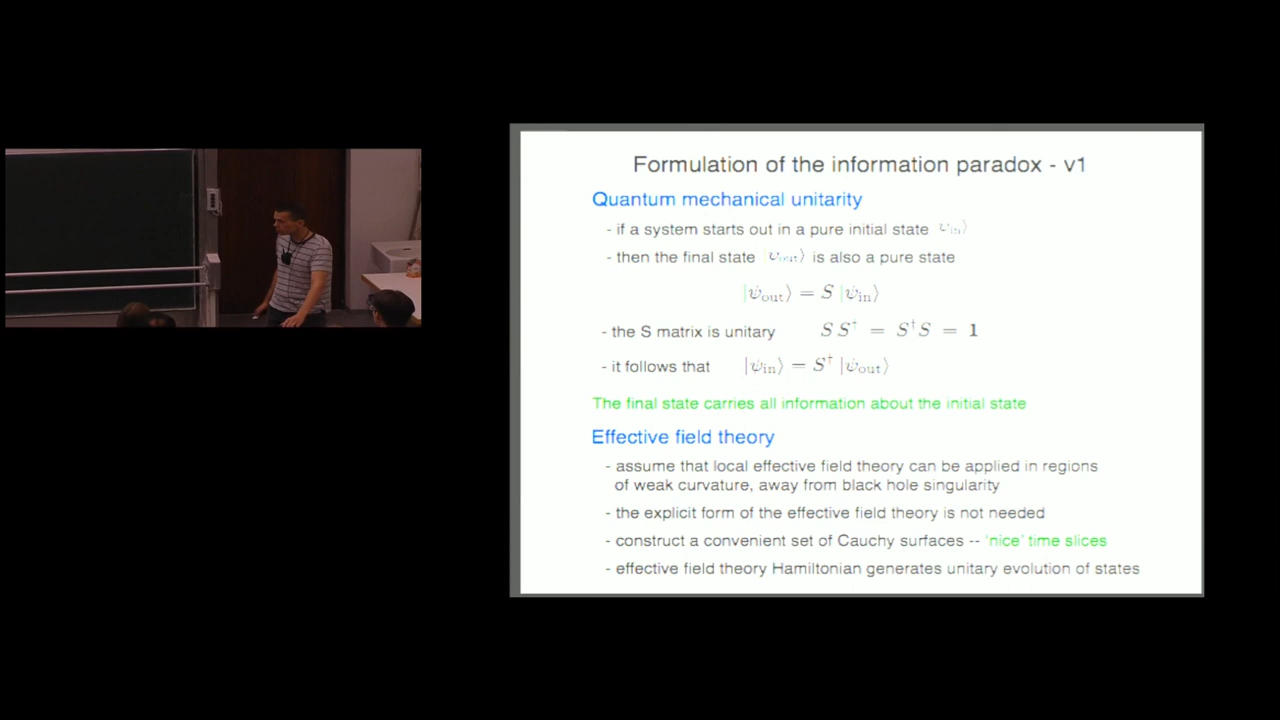 Formulation of the information paradox - v1
Quantum mechanical unitarity
- if a system starts out in a pure initial state |ψin⟩
- then the final state |ψout⟩ is also a pure state
|ψout⟩ = S |ψin⟩
- the S matrix is unitary S S† = S†S = 1
- it follows that |ψin⟩ = S† |ψout⟩
The final state carries all information about the initial state
Effective field theory
- assume that local effective field theory can be applied in regions
of weak curvature, away from black hole singularity
- the explicit form of the effective field theory is not needed
- construct a convenient set of Cauchy surfaces -- 'nice' time slices
- effective field theory Hamiltonian generates unitary evolution of states